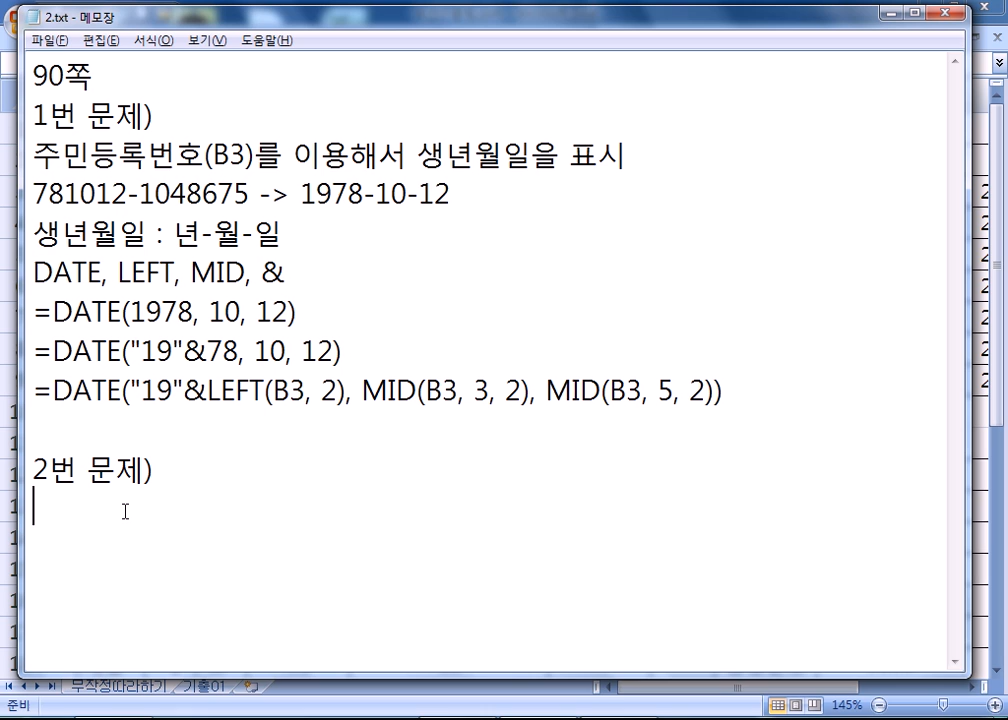 2.txt - 메모장
파일(F) 편집(E) 서식(O) 보기(V) 도움말(H)
90쪽
1번 문제)
주민등록번호(B3)를 이용해서 생년월일을 표시
781012-1048675 -> 1978-10-12
생년월일 : 년-월-일
DATE, LEFT, MID, &
=DATE(1978, 10, 12)
=DATE("19"&78, 10, 12)
=DATE("19"&LEFT(B3, 2), MID(B3, 3, 2), MID(B3, 5, 2))
2번 문제)
무작정따라하기 기출01
준비 145%